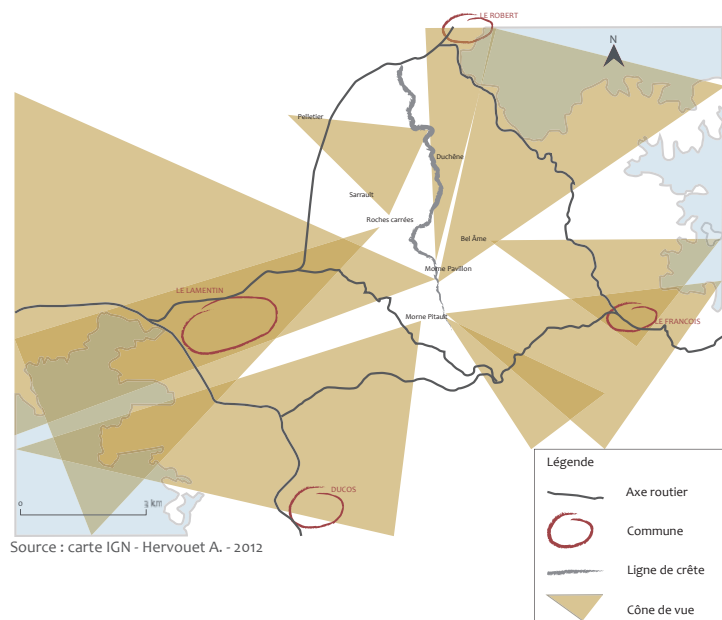 LE ROBERT
N
Pelletier
Duchêne
Sarrault
Roches carrées
Bel Âme
Morne Pavillon
LE LAMENTIN
Morne Pitault
LE FRANCOIS
DUCOS
0 3 km
Source : carte IGN - Hervouet A. - 2012
Légende
Axe routier
Commune
Ligne de crête
Cône de vue